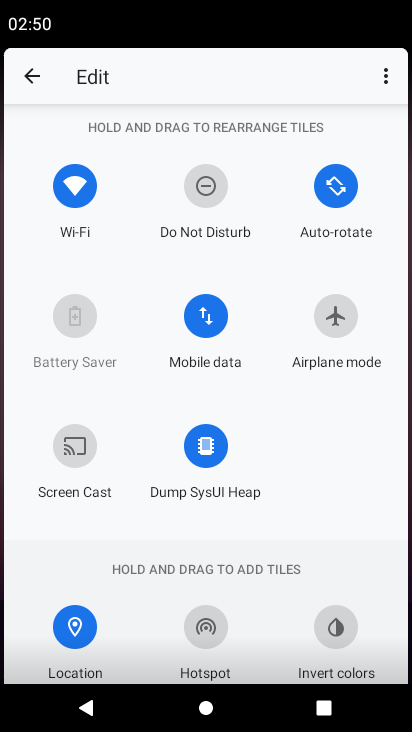 02:50
Edit
HOLD AND DRAG TO REARRANGE TILES
Wi-Fi
Do Not Disturb
Auto-rotate
Battery Saver
Mobile data
Airplane mode
Screen Cast
Dump SysUI Heap
HOLD AND DRAG TO ADD TILES
Location
Hotspot
Invert colors